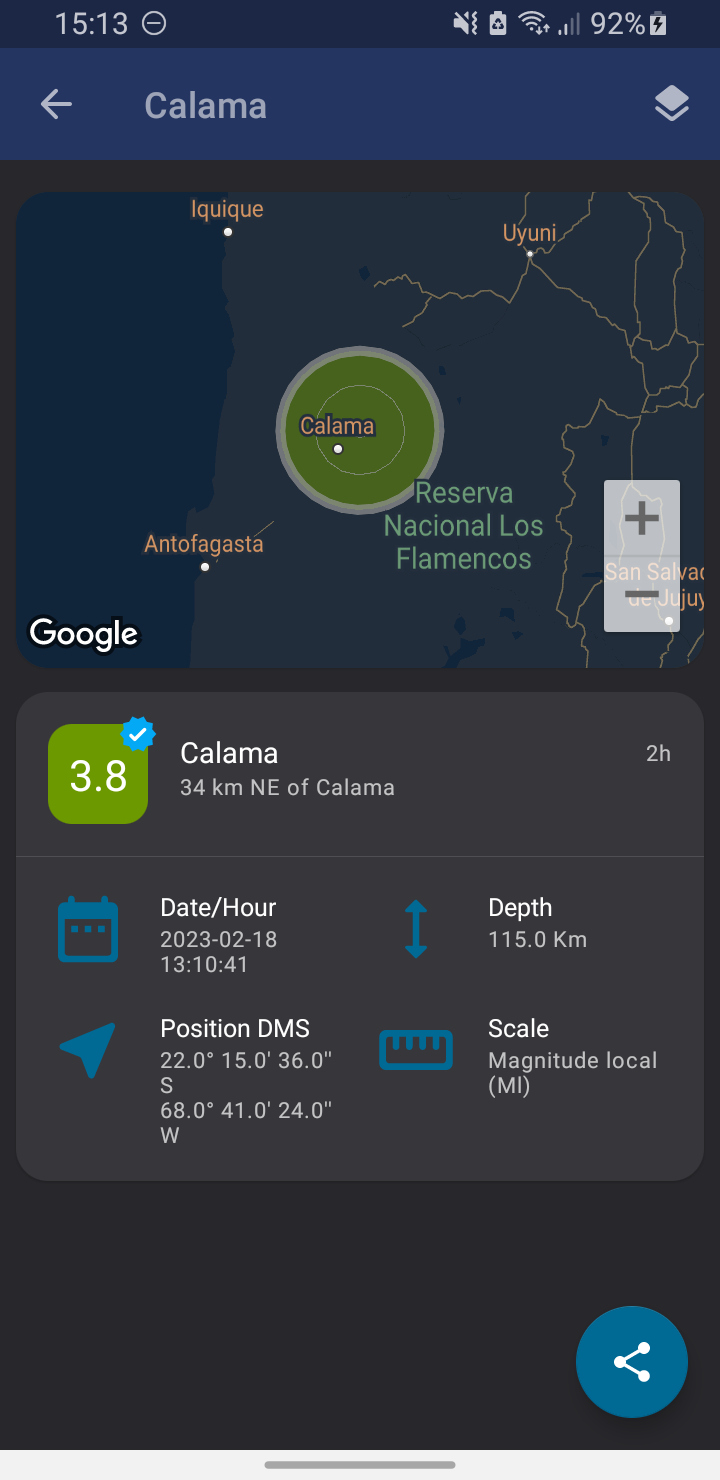 15:13
92%
Calama
Iquique
Uyuni
Calama
Reserva
Nacional Los
Flamencos
Antofagasta
San Salvad
de Jujuy
Google
3.8
Calama
2h
34 km NE of Calama
Date/Hour
2023-02-18
13:10:41
Depth
115.0 Km
Position DMS
22.0° 15.0' 36.0''
S
68.0° 41.0' 24.0''
W
Scale
Magnitude local
(Ml)